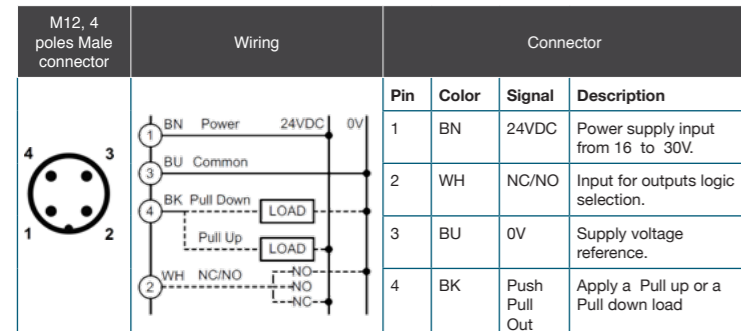 M12, 4
poles Male
connector
Wiring
Connector
4
3
1
2
1
BN Power 24VDC 0V
3
BU Common
4
BK Pull Down
LOAD
Pull Up
LOAD
2
WH NC/NO
NO
NO
NC
Pin Color Signal Description
1 BN 24VDC Power supply input
from 16 to 30V.
2 WH NC/NO Input for outputs logic
selection.
3 BU 0V Supply voltage
reference.
4 BK Push
Pull
Out
Apply a Pull up or a
Pull down load